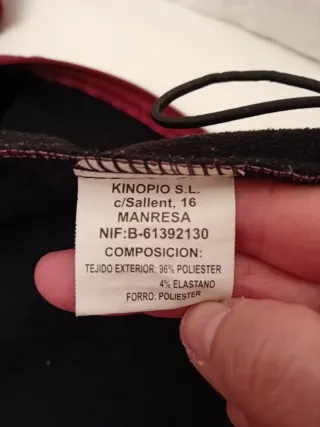 KINOPIO S.L.
c/Sallent, 16
MANRESA
NIF:B-61392130
COMPOSICION:
TEJIDO EXTERIOR: 96% POLIESTER
4% ELASTANO
FORRO: POLIESTER